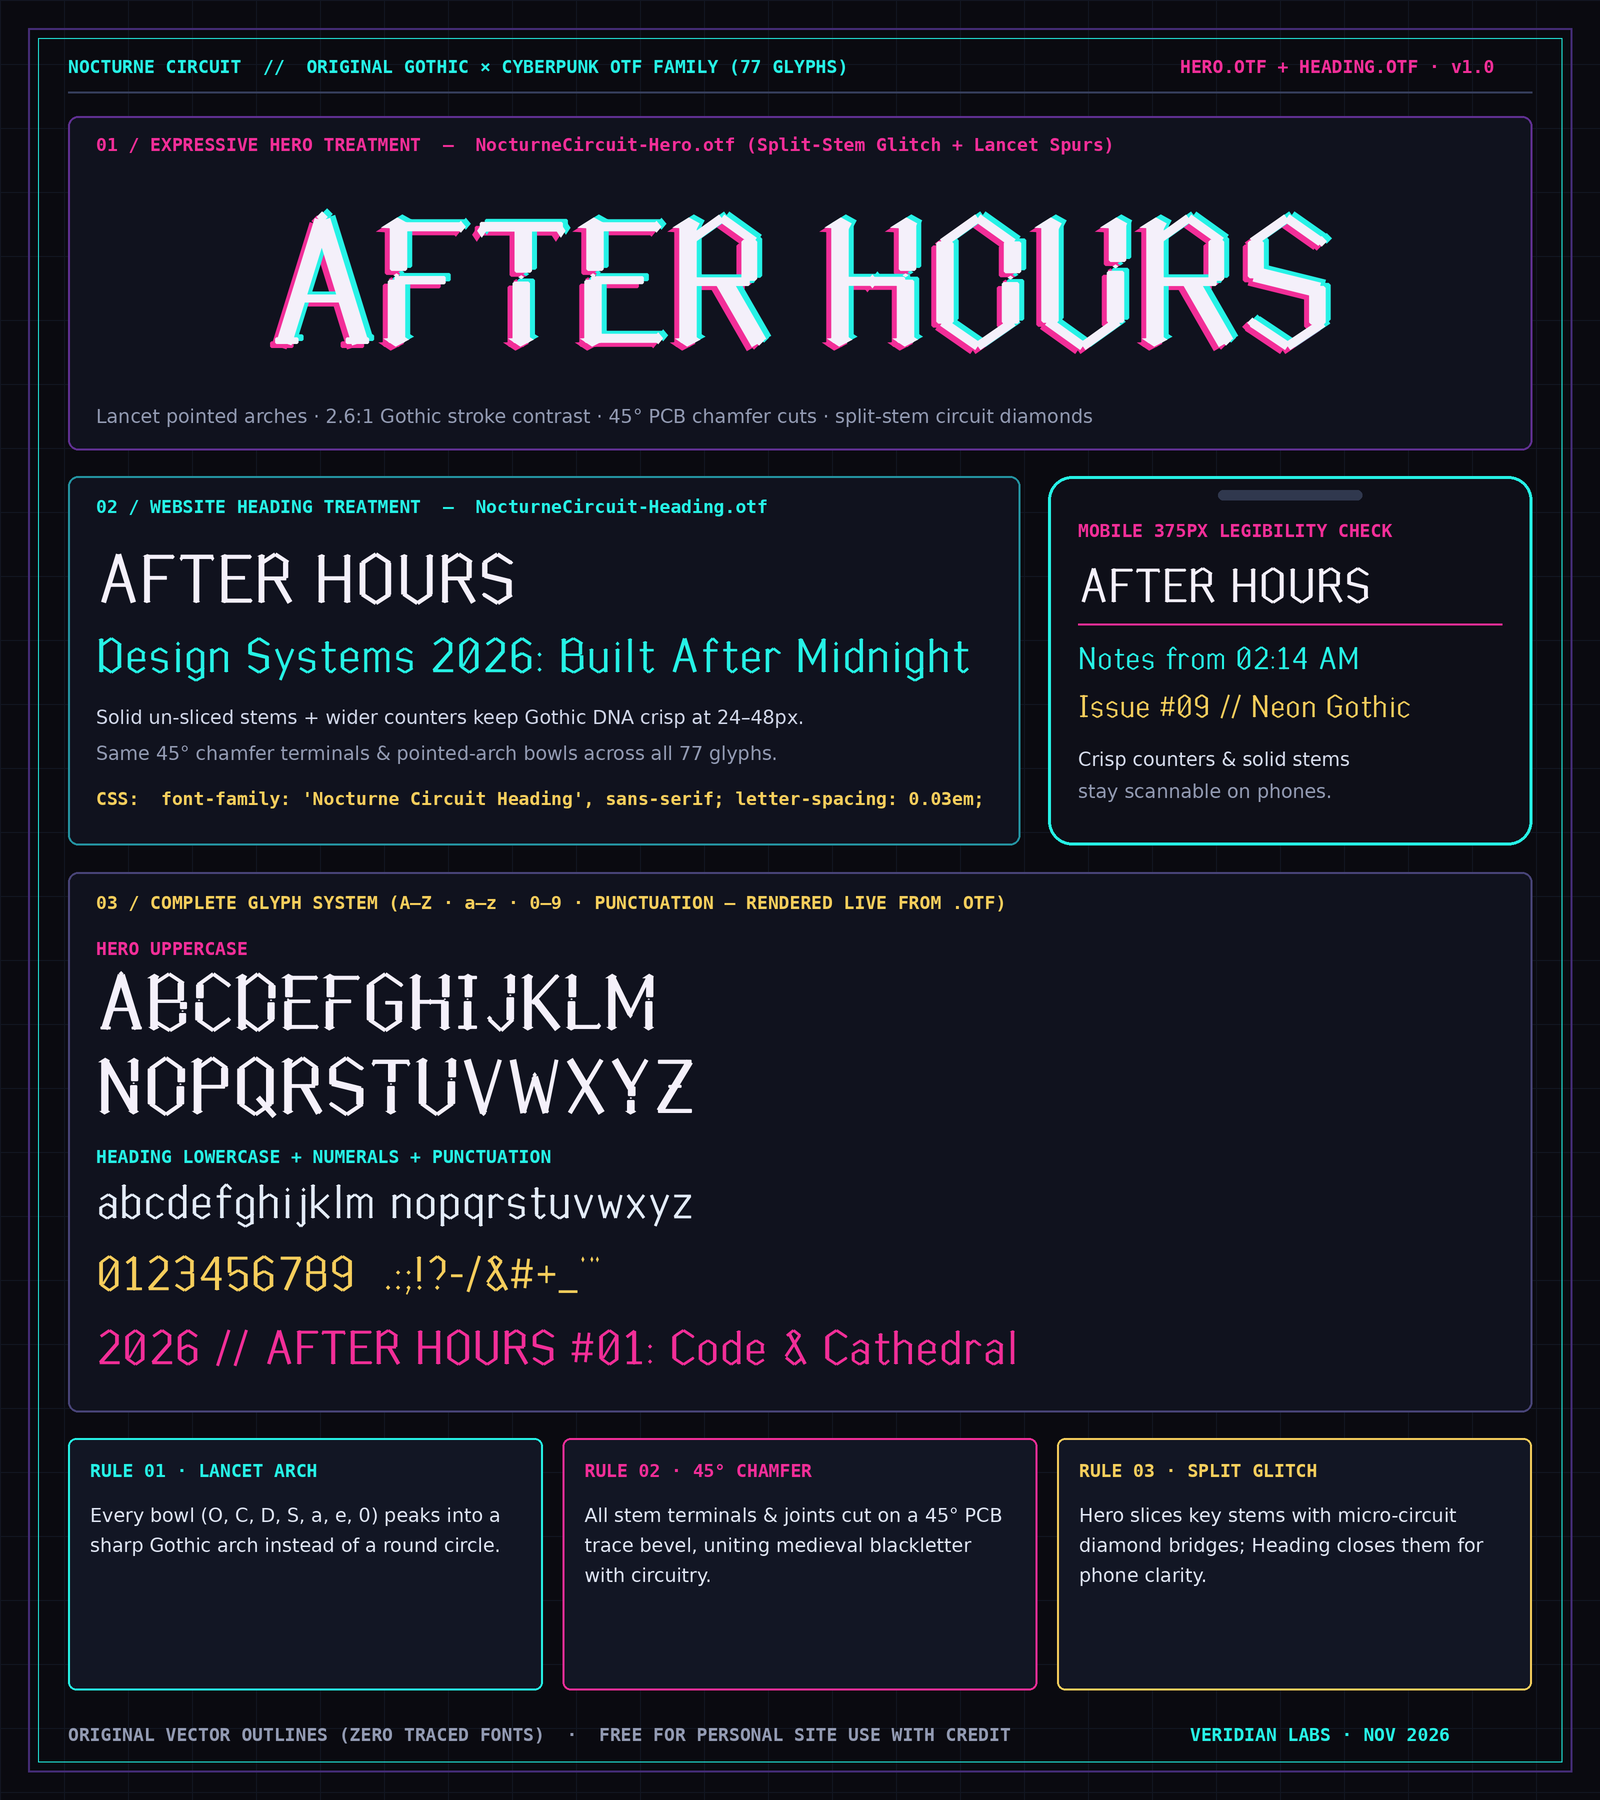 NOCTURNE CIRCUIT // ORIGINAL GOTHIC × CYBERPUNK OTF FAMILY (77 GLYPHS)
HERO.OTF + HEADING.OTF · v1.0
01 / EXPRESSIVE HERO TREATMENT — NocturneCircuit-Hero.otf (Split-Stem Glitch + Lancet Spurs)
AFTER HOURS
Lancet pointed arches · 2.6:1 Gothic stroke contrast · 45° PCB chamfer cuts · split-stem circuit diamonds
02 / WEBSITE HEADING TREATMENT — NocturneCircuit-Heading.otf
AFTER HOURS
Design Systems 2026: Built After Midnight
Solid un-sliced stems + wider counters keep Gothic DNA crisp at 24–48px.
Same 45° chamfer terminals & pointed-arch bowls across all 77 glyphs.
CSS: font-family: 'Nocturne Circuit Heading', sans-serif; letter-spacing: 0.03em;
MOBILE 375PX LEGIBILITY CHECK
AFTER HOURS
Notes from 02:14 AM
Issue #09 // Neon Gothic
Crisp counters & solid stems
stay scannable on phones.
03 / COMPLETE GLYPH SYSTEM (A–Z · a–z · 0–9 · PUNCTUATION — RENDERED LIVE FROM .OTF)
HERO UPPERCASE
ABCDEFGHIJKLM
NOPQRSTUVWXYZ
HEADING LOWERCASE + NUMERALS + PUNCTUATION
abcdefghijklm nopqrstuvwxyz
0123456789 .:;!?-/&#+_'"
2026 // AFTER HOURS #01: Code & Cathedral
RULE 01 · LANCET ARCH
Every bowl (O, C, D, S, a, e, 0) peaks into a
sharp Gothic arch instead of a round circle.
RULE 02 · 45° CHAMFER
All stem terminals & joints cut on a 45° PCB
trace bevel, uniting medieval blackletter
with circuitry.
RULE 03 · SPLIT GLITCH
Hero slices key stems with micro-circuit
diamond bridges; Heading closes them for
phone clarity.
ORIGINAL VECTOR OUTLINES (ZERO TRACED FONTS) · FREE FOR PERSONAL SITE USE WITH CREDIT
VERIDIAN LABS · NOV 2026